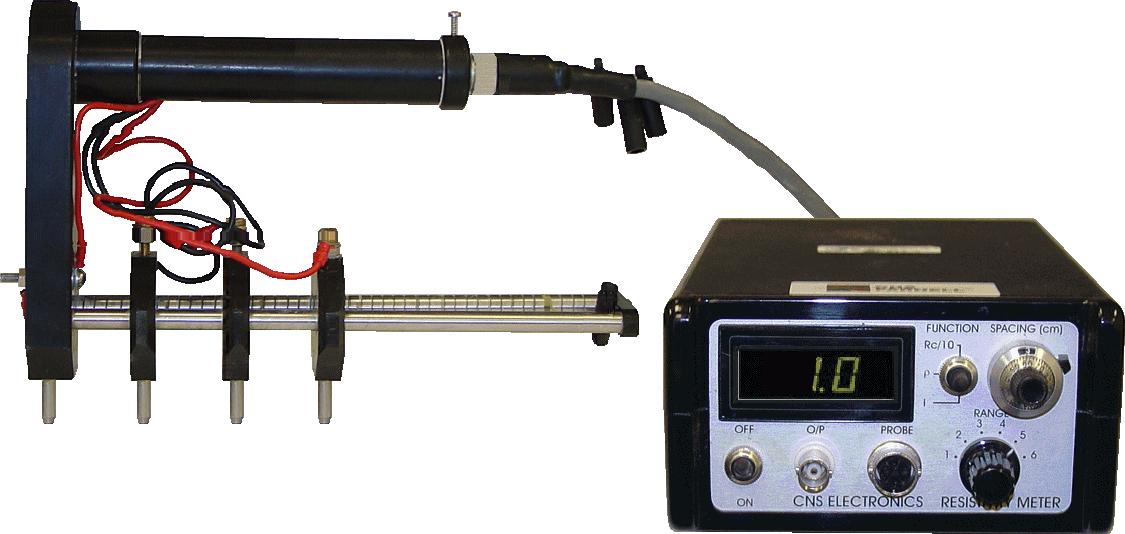 FUNCTION SPACING (cm)
Rc/10
ρ
I
1.0
RANGE
1 2 3 4 5 6
OFF O/P PROBE
ON CNS ELECTRONICS RESISTIVITY METER